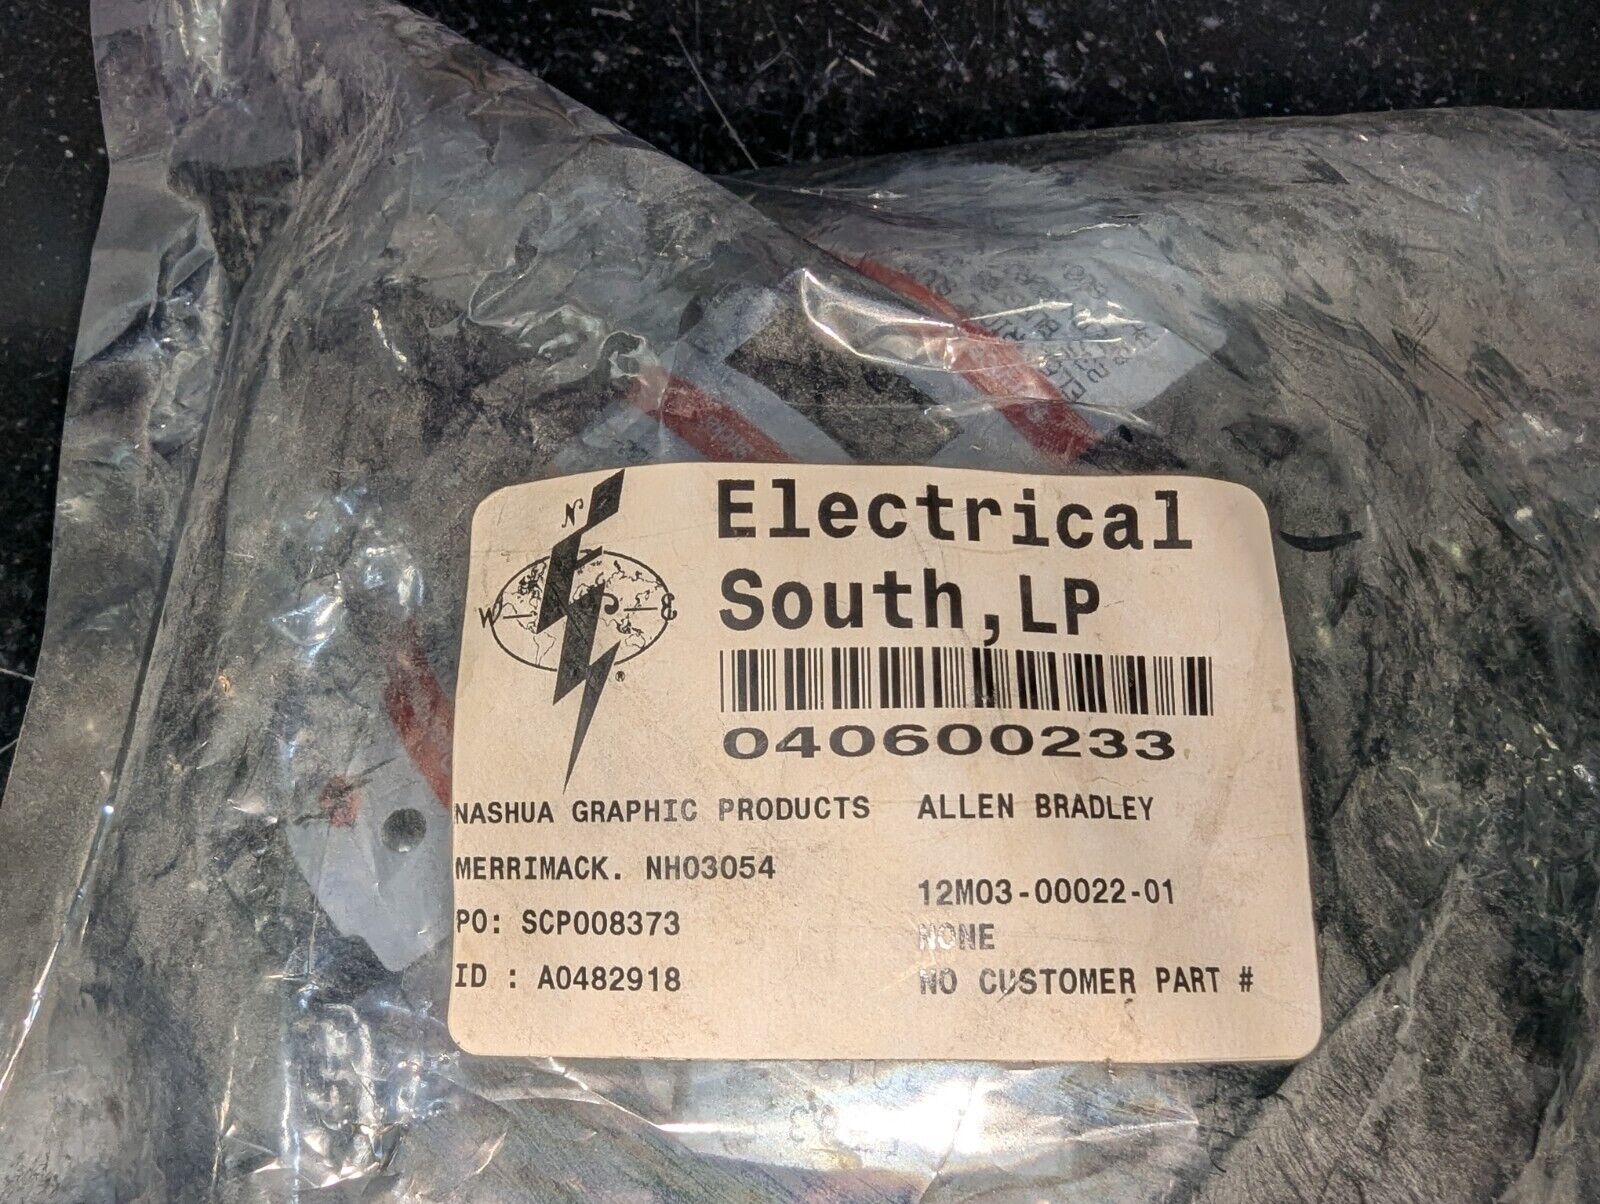 N
W
E
®
Electrical
South, LP
040600233
NASHUA GRAPHIC PRODUCTS
MERRIMACK. NH03054
PO: SCP008373
ID : A0482918
ALLEN BRADLEY
12M03-00022-01
NONE
NO CUSTOMER PART #